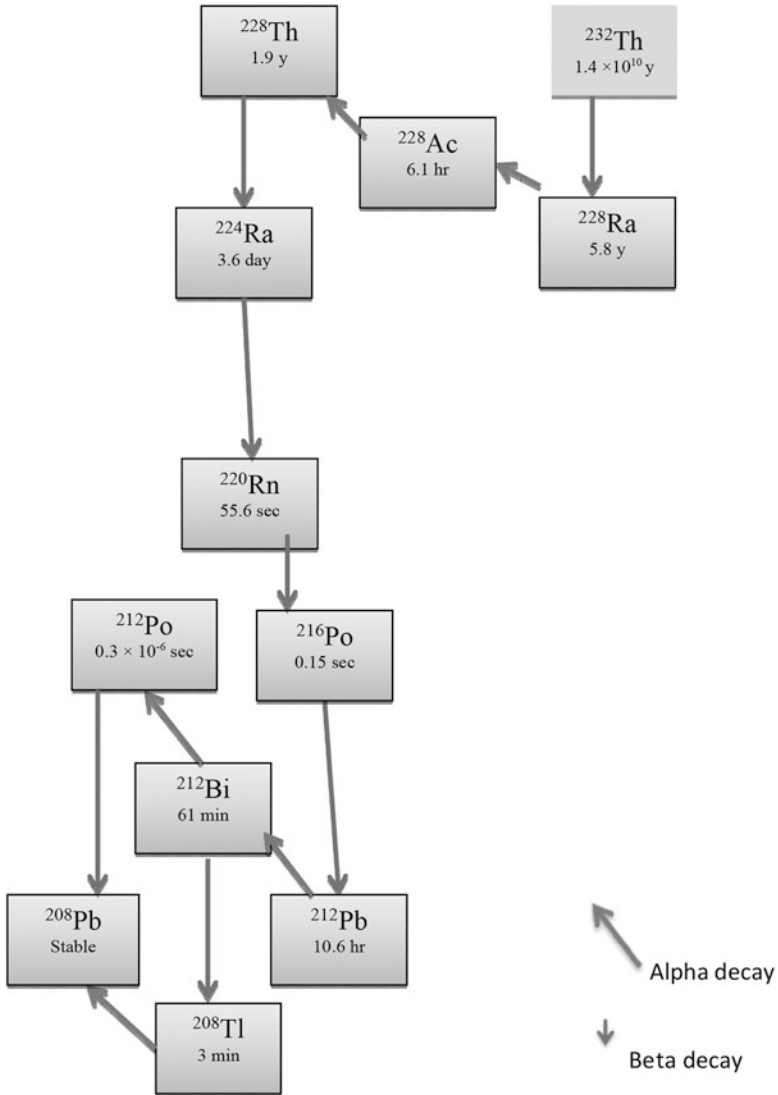 ²²⁸Th
1.9 y
²³²Th
1.4 ×10¹⁰ y
²²⁸Ac
6.1 hr
²²⁸Ra
5.8 y
²²⁴Ra
3.6 day
²²⁰Rn
55.6 sec
²¹²Po
0.3 × 10⁻⁶ sec
²¹⁶Po
0.15 sec
²¹²Bi
61 min
²⁰⁸Pb
Stable
²¹²Pb
10.6 hr
²⁰⁸Tl
3 min
Alpha decay
Beta decay